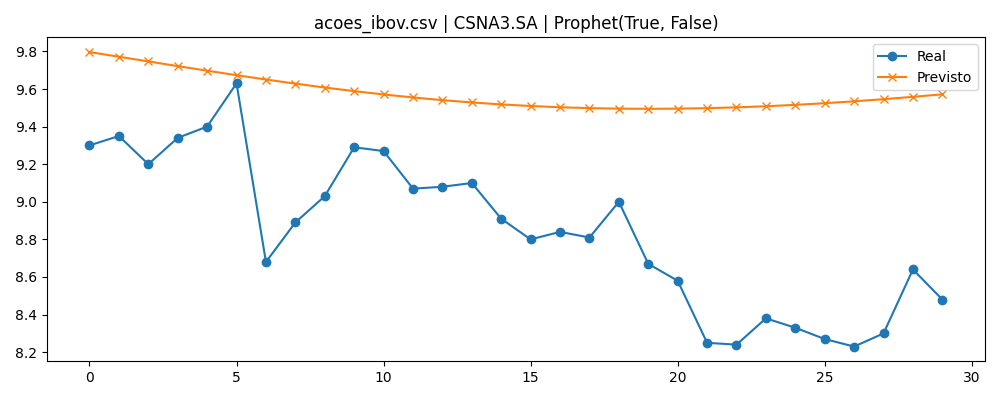 acoes_ibov.csv | CSNA3.SA | Prophet(True, False)
Real
Previsto
9.8
9.6
9.4
9.2
9.0
8.8
8.6
8.4
8.2
0 5 10 15 20 25 30